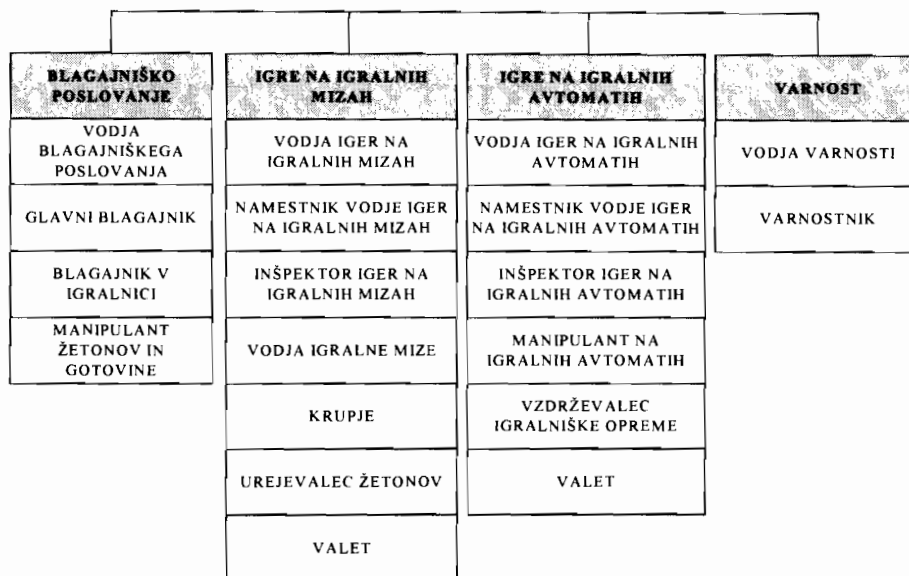 BLAGAJNIŠKO
POSLOVANJE
VODJA
BLAGAJNIŠKEGA
POSLOVANJA
GLAVNI BLAGAJNIK
BLAGAJNIK V
IGRALNICI
MANIPULANT
ŽETONOV IN
GOTOVINE
IGRE NA IGRALNIH
MIZAH
VODJA IGER NA
IGRALNIH MIZAH
NAMESTNIK VODJE IGER
NA IGRALNIH MIZAH
INŠPEKTOR IGER NA
IGRALNIH MIZAH
VODJA IGRALNE MIZE
KRUPJE
UREJEVALEC ŽETONOV
VALET
IGRE NA IGRALNIH
AVTOMATIH
VODJA IGER NA IGRALNIH
AVTOMATIH
NAMESTNIK VODJE IGER
NA IGRALNIH AVTOMATIH
INŠPEKTOR IGER NA
IGRALNIH AVTOMATIH
MANIPULANT NA
IGRALNIH AVTOMATIH
VZDRŽEVALEC
IGRALNIŠKE OPREME
VALET
VARNOST
VODJA VARNOSTI
VARNOSTNIK